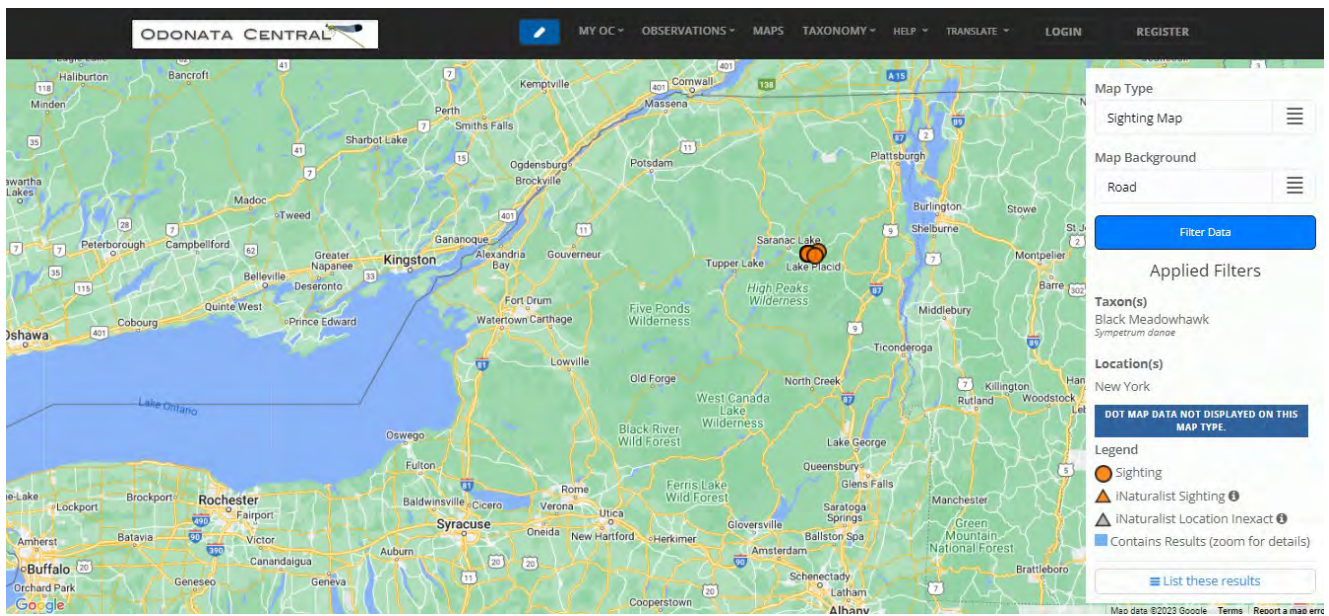 ODONATA CENTRAL
MY OC
OBSERVATIONS
MAPS
TAXONOMY
HELP
TRANSLATE
LOGIN
REGISTER
Map Type
Sighting Map
Map Background
Road
Filter Data
Applied Filters
Taxon(s)
Black Meadowhawk
Sympetrum danae
Location(s)
New York
DOT MAP DATA NOT DISPLAYED ON THIS
MAP TYPE.
Legend
Sighting
iNaturalist Sighting
iNaturalist Location Inexact
Contains Results (zoom for details)
List these results
Haliburton
Bancroft
Minden
Kemptville
Cornwall
Massena
Perth
Smiths Falls
Sharbot Lake
Ogdensburg
Brockville
Potsdam
Plattsburgh
Madoc
Tweed
Burlington
Stowe
Shelburne
Peterborough
Campbellford
Gananoque
Greater
Napanee
Kingston
Alexandria
Bay
Gouverneur
Saranac Lake
Tupper Lake
Lake Placid
Montpelier
Belleville
Deseronto
High Peaks
Wilderness
Barre
Quinte West
Fort Drum
Five Ponds
Wilderness
Middlebury
Cobourg
Prince Edward
Watertown
Carthage
Ticonderoga
Lowville
Old Forge
North Creek
Killington
Rutland
Woodstock
West Canada
Lake
Wilderness
Lake Ontario
Black River
Wild Forest
Oswego
Lake George
Fulton
Queensbury
Glens Falls
Ferris Lake
Wild Forest
Lockport
Brockport
Rochester
Fairport
Baldwinsville
Cicero
Rome
Verona
Utica
Saratoga
Springs
Manchester
Syracuse
Oneida
New Hartford
Herkimer
Gloversville
Ballston Spa
Green
Mountain
National Forest
Amherst
Batavia
Victor
Auburn
Amsterdam
Canandaigua
Buffalo
Schenectady
Brattleboro
Orchard Park
Geneseo
Geneva
Cooperstown
Latham
Albany
Google
Map data ©2023 Google
Terms
Report a map erro